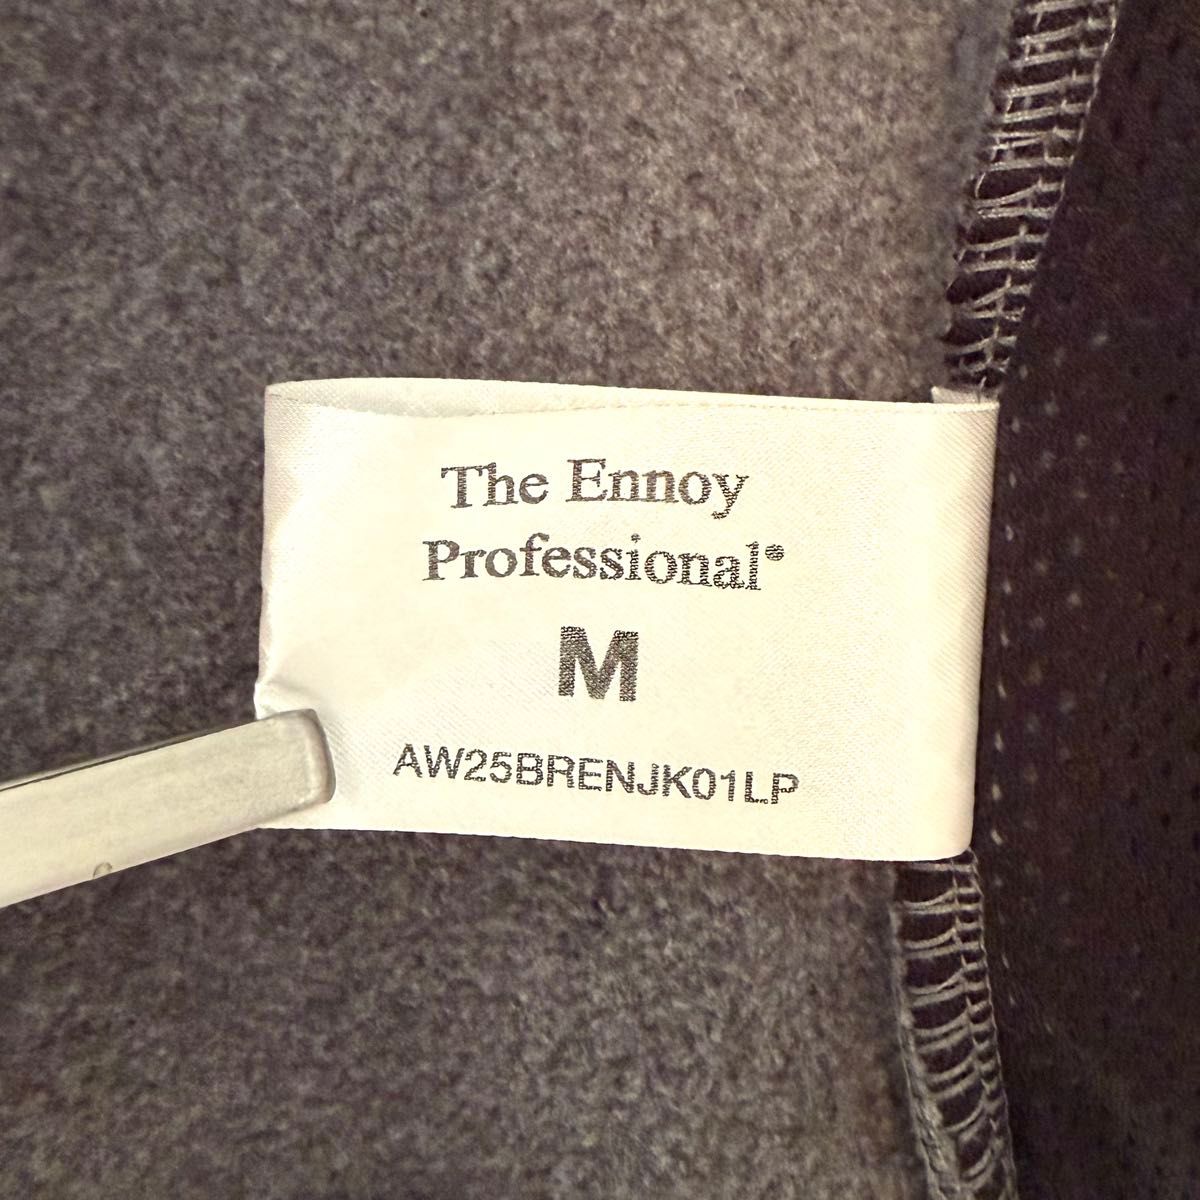 The Ennoy
Professional®
M
AW25BRENJK01LP